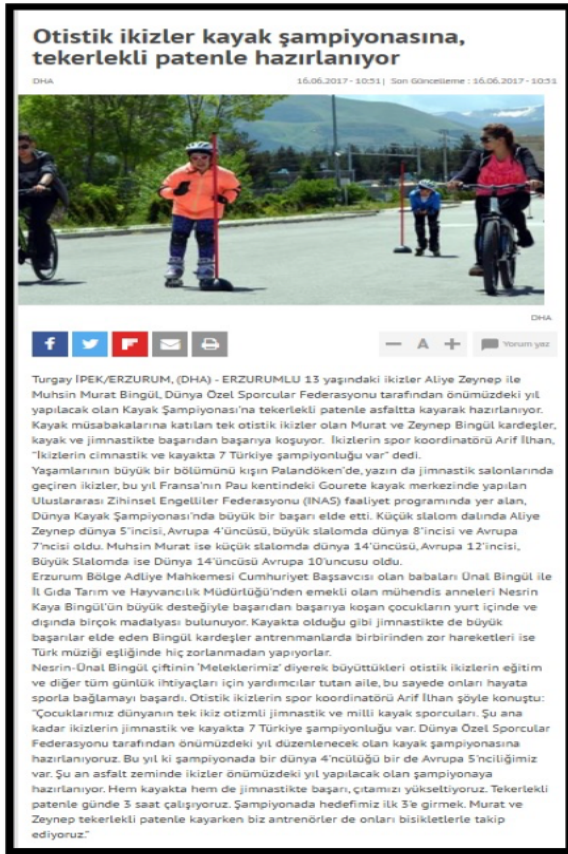 Otistik ikizler kayak şampiyonasına,
tekerlekli patenle hazırlanıyor
DHA
16.06.2017 - 10:51| Son Güncelleme : 16.06.2017 - 10:51
DHA
f
— A +
Yorum yaz
Turgay İPEK/ERZURUM, (DHA) - ERZURUMLU 13 yaşındaki ikizler Aliye Zeynep ile
Muhsin Murat Bingül, Dünya Özel Sporcular Federasyonu tarafından önümüzdeki yıl
yapılacak olan Kayak Şampiyonası'na tekerlekli patenle asfaltta kayarak hazırlanıyor.
Kayak müsabakalarına katılan tek otistik ikizler olan Murat ve Zeynep Bingül kardeşler,
kayak ve jimnastikte başarıdan başarıya koşuyor. İkizlerin spor koordinatörü Arif İlhan,
"İkizlerin cimnastik ve kayakta 7 Türkiye şampiyonluğu var" dedi.
Yaşamlarının büyük bir bölümünü kışın Palandöken'de, yazın da jimnastik salonlarında
geçiren ikizler, bu yıl Fransa'nın Pau kentindeki Gourete kayak merkezinde yapılan
Uluslararası Zihinsel Engelliler Federasyonu (INAS) faaliyet programında yer alan,
Dünya Kayak Şampiyonası'nda büyük bir başarı elde etti. Küçük slalom dalında Aliye
Zeynep dünya 5'incisi, Avrupa 4'üncüsü, büyük slalomda dünya 8'incisi ve Avrupa
7'ncisi oldu. Muhsin Murat ise küçük slalomda dünya 14'üncüsü, Avrupa 12'incisi,
Büyük Slalomda ise Dünya 14'üncüsü Avrupa 10'uncusu oldu.
Erzurum Bölge Adliye Mahkemesi Cumhuriyet Başsavcısı olan babaları Ünal Bingül ile
İl Gıda Tarım ve Hayvancılık Müdürlüğü'nden emekli olan mühendis anneleri Nesrin
Kaya Bingül'ün büyük desteğiyle başarıdan başarıya koşan çocukların yurt içinde ve
dışında birçok madalyası bulunuyor. Kayakta olduğu gibi jimnastikte de büyük
başarılar elde eden Bingül kardeşler antrenmanlarda birbirinden zor hareketleri ise
Türk müziği eşliğinde hiç zorlanmadan yapıyorlar.
Nesrin-Ünal Bingül çiftinin 'Meleklerimiz' diyerek büyüttükleri otistik ikizlerin eğitim
ve diğer tüm günlük ihtiyaçları için yardımcılar tutan aile, bu sayede onları hayata
sporla bağlamayı başardı. Otistik ikizlerin spor koordinatörü Arif İlhan şöyle konuştu:
"Çocuklarımız dünyanın tek ikiz otizmli jimnastik ve milli kayak sporcuları. Şu ana
kadar ikizlerin jimnastik ve kayakta 7 Türkiye şampiyonluğu var. Dünya Özel Sporcular
Federasyonu tarafından önümüzdeki yıl düzenlenecek olan kayak şampiyonasına
hazırlanıyoruz. Bu yıl ki şampiyonada bir dünya 4'ncülüğü bir de Avrupa 5'nciliğimiz
var. Şu an asfalt zeminde ikizler önümüzdeki yıl yapılacak olan şampiyonaya
hazırlanıyor. Hem kayakta hem de jimnastikte başarı, çıtamızı yükseltiyoruz. Tekerlekli
patenle günde 3 saat çalışıyoruz. Şampiyonada hedefimiz ilk 3'e girmek. Murat ve
Zeynep tekerlekli patenle kayarken biz antrenörler de onları bisikletlerle takip
ediyoruz."